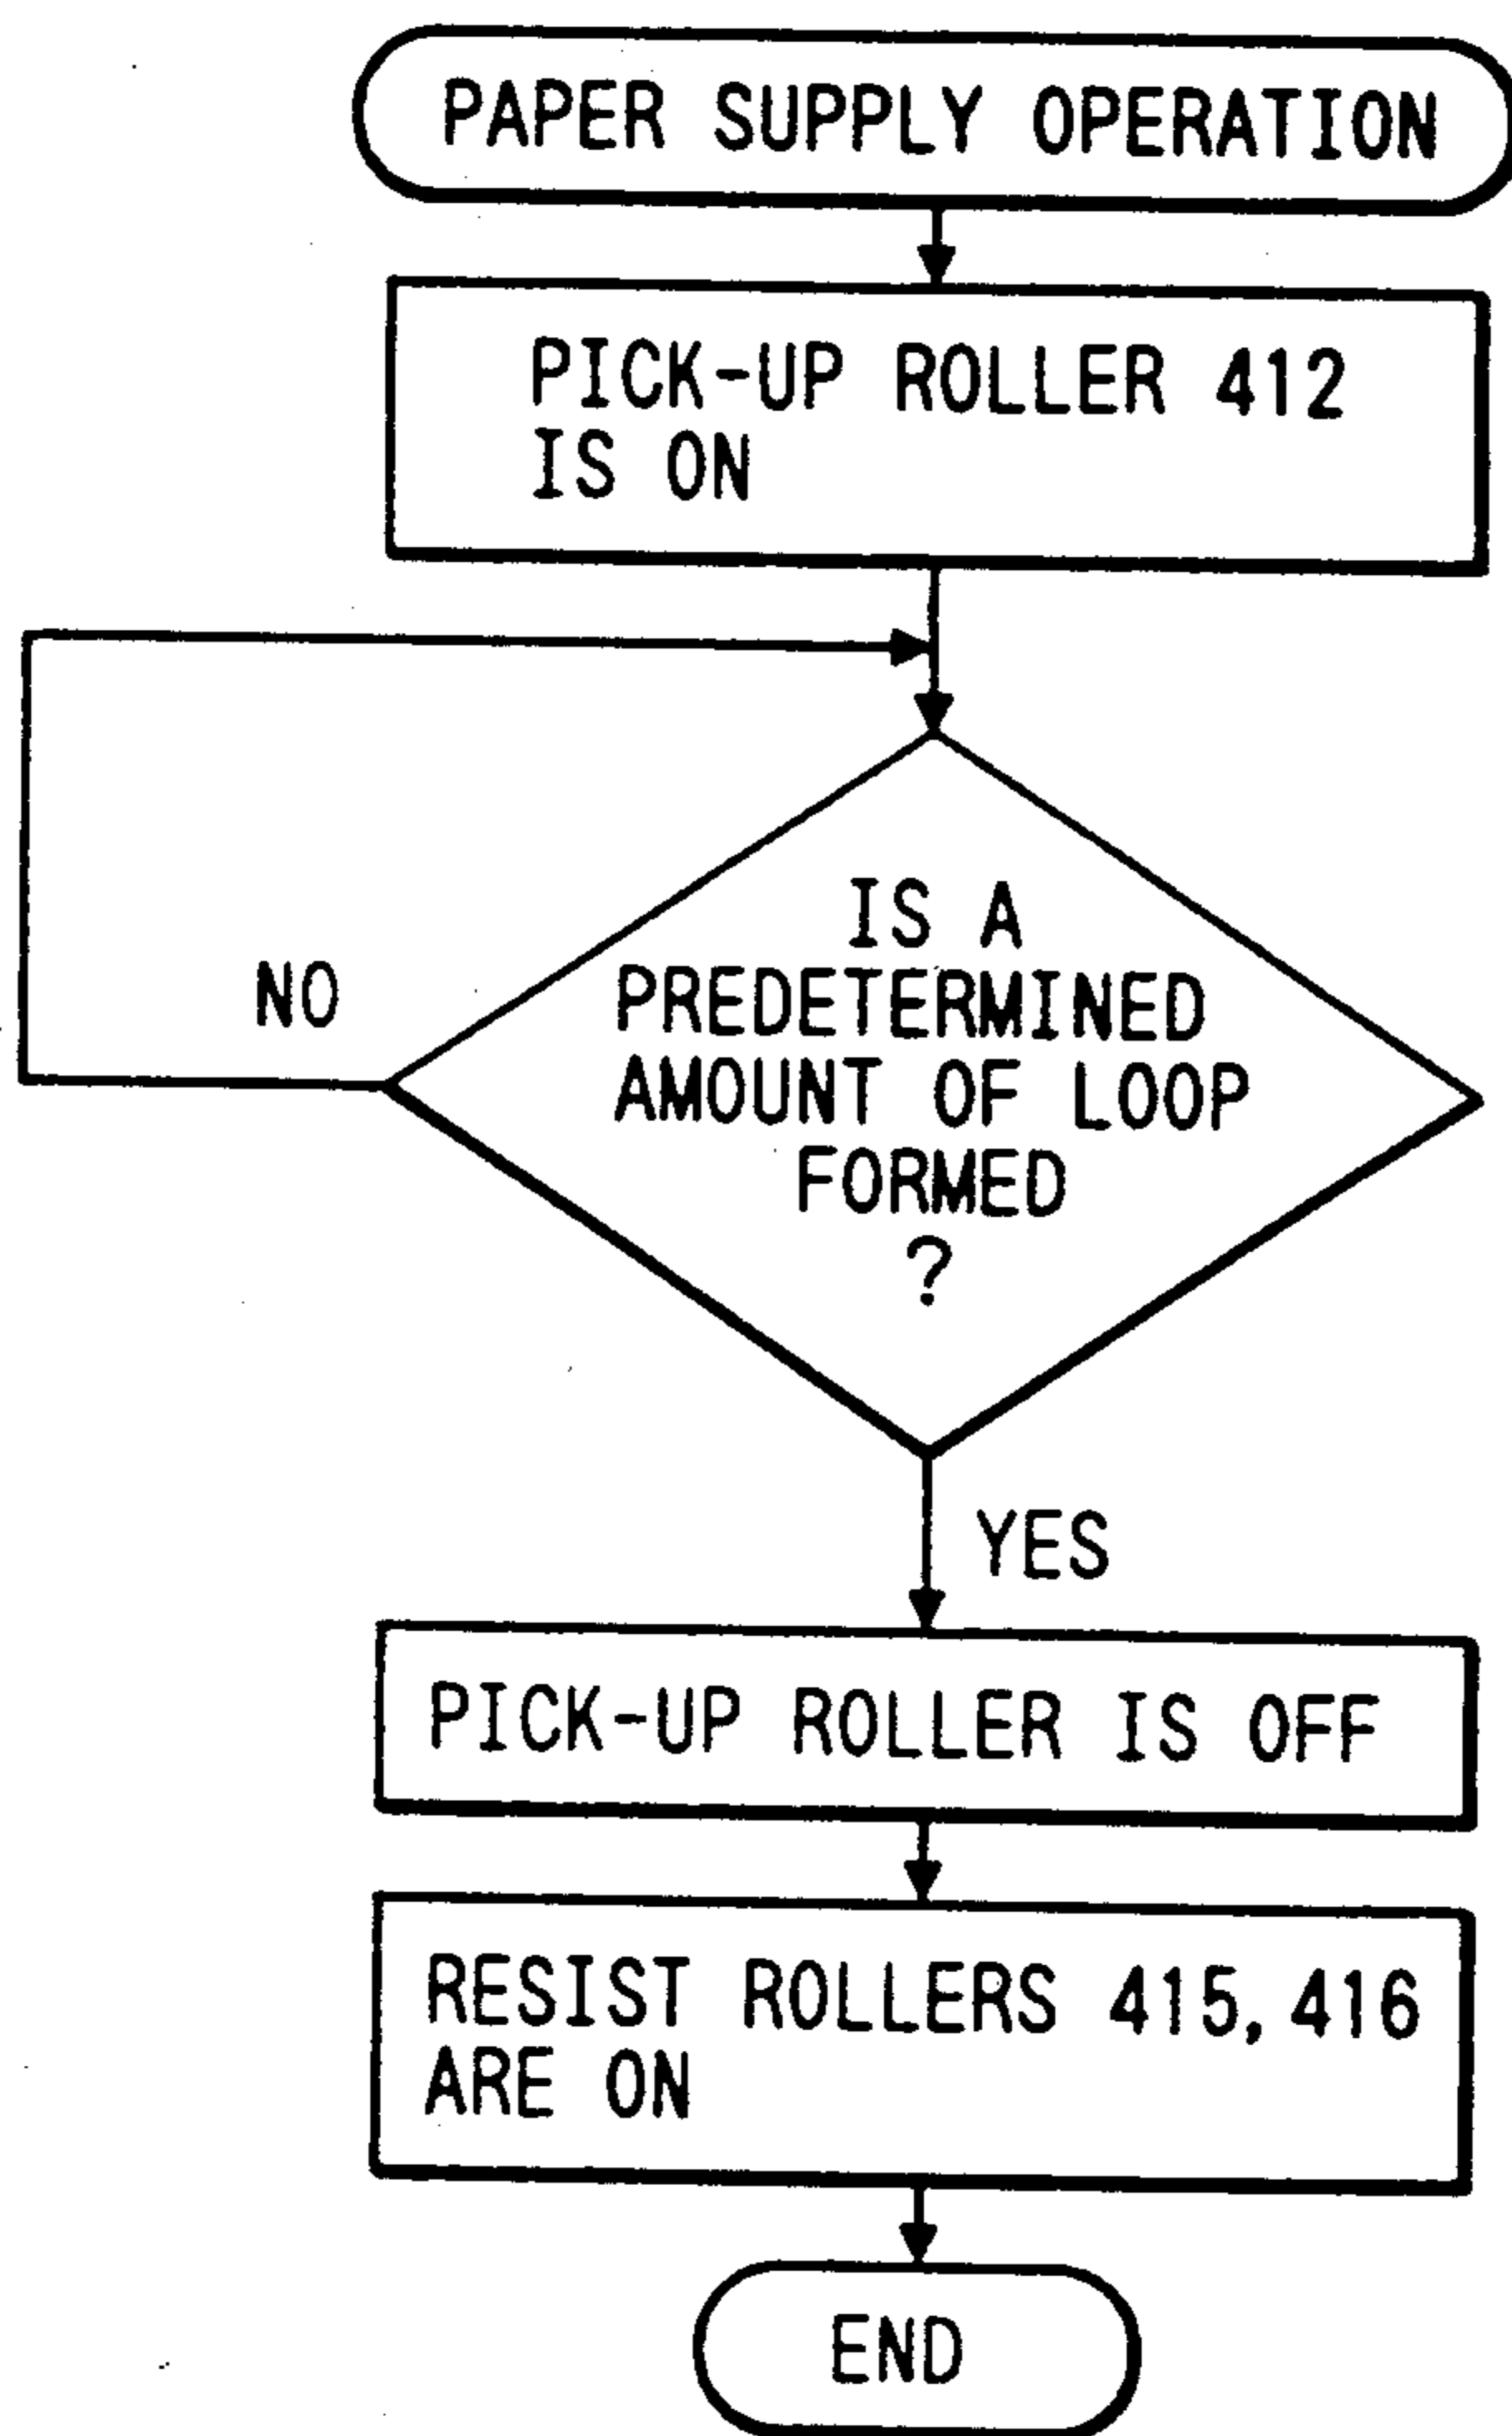 PAPER SUPPLY OPERATION
PICK-UP ROLLER 412
IS ON
IS A
PREDETERMINED
AMOUNT OF LOOP
FORMED
?
NO
YES
PICK-UP ROLLER IS OFF
RESIST ROLLERS 415, 416
ARE ON
END